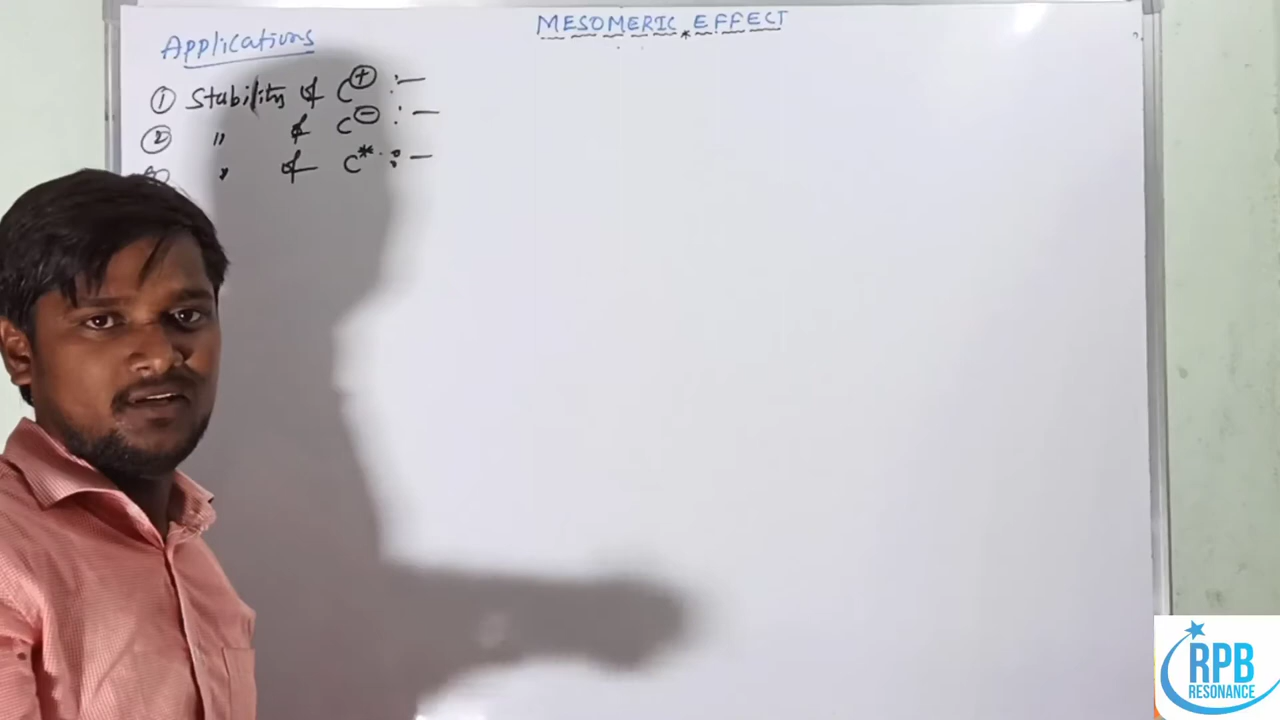 MESOMERIC EFFECT
Applications
① Stability of C⊕ :—
② " of C⊖ :—
③ " of C* :—
RPB
RESONANCE